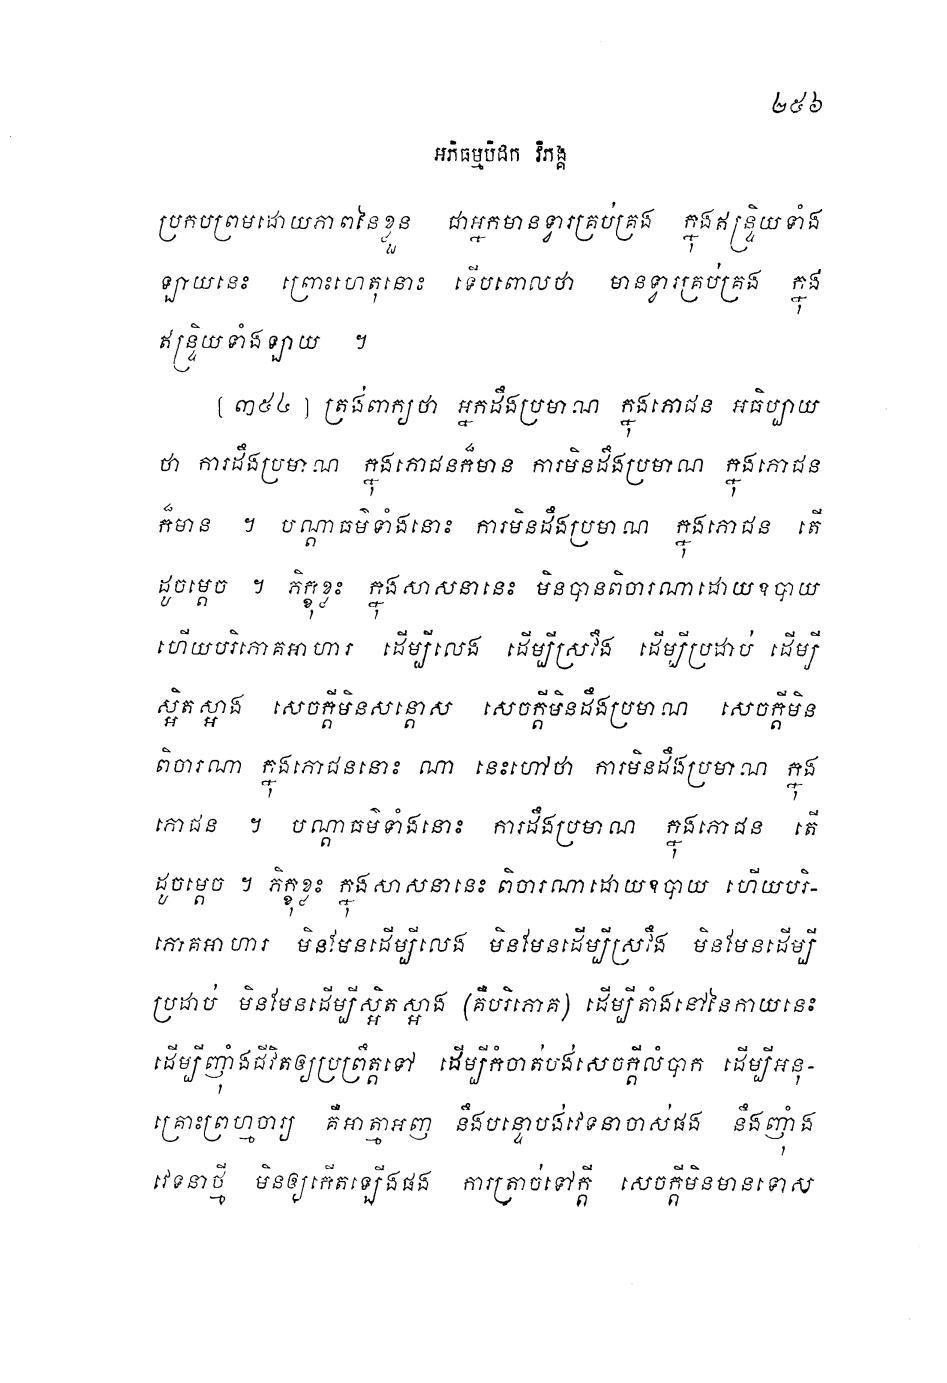 ២៥៦
អភិធម្មបិដក វិភង្គ
ប្រកបព្រមដោយភាពនៃខ្លួន ជាអ្នកមានទ្វារគ្រប់គ្រង ក្នុងឥន្ទ្រិយទាំង
ឡាយនេះ ព្រោះហេតុនោះ ទើបពោលថា មានទ្វារគ្រប់គ្រង ក្នុង
ឥន្ទ្រិយទាំងឡាយ ។
[ ៣៥៤ ] ត្រង់ពាក្យថា អ្នកដឹងប្រមាណ ក្នុងភោជន អធិប្បាយ
ថា ការដឹងប្រមាណ ក្នុងភោជនក៏មាន ការមិនដឹងប្រមាណ ក្នុងភោជន
ក៏មាន ។ បណ្តាធម៌ទាំងនោះ ការមិនដឹងប្រមាណ ក្នុងភោជន តើ
ដូចម្តេច ។ ភិក្ខុខ្លះ ក្នុងសាសនានេះ មិនបានពិចារណាដោយឧបាយ
ហើយបរិភោគអាហារ ដើម្បីលេង ដើម្បីស្រវឹង ដើម្បីប្រដាប់ ដើម្បី
ស្អិតស្អាង សេចក្តីមិនសន្តោស សេចក្តីមិនដឹងប្រមាណ សេចក្តីមិន
ពិចារណា ក្នុងភោជននោះ ណា នេះហៅថា ការមិនដឹងប្រមាណ ក្នុង
ភោជន ។ បណ្តាធម៌ទាំងនោះ ការដឹងប្រមាណ ក្នុងភោជន តើ
ដូចម្តេច ។ ភិក្ខុខ្លះ ក្នុងសាសនានេះ ពិចារណាដោយឧបាយ ហើយបរិ-
ភោគអាហារ មិនមែនដើម្បីលេង មិនមែនដើម្បីស្រវឹង មិនមែនដើម្បី
ប្រដាប់ មិនមែនដើម្បីស្អិតស្អាង (គឺបរិភោគ) ដើម្បីតាំងនៅនៃកាយនេះ
ដើម្បីញុំាងជីវិតឲ្យប្រព្រឹត្តទៅ ដើម្បីកំចាត់បង់សេចក្តីលំបាក ដើម្បីអនុ-
គ្រោះព្រហ្មចារ្យ គឺអាត្មាអញ នឹងបន្ទោបង់វេទនាចាស់ផង នឹងញុំាង
វេទនាថ្មី មិនឲ្យកើតឡើងផង ការត្រាច់ទៅក្តី សេចក្តីមិនមានទោស